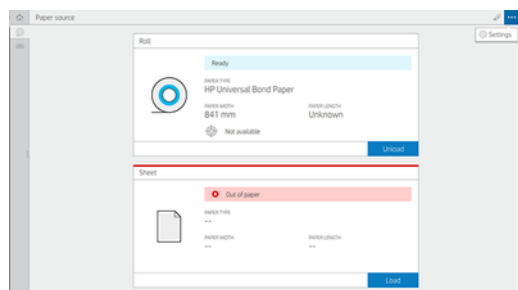 Paper source
Settings
Roll
Ready
PAPER TYPE
HP Universal Bond Paper
PAPER WIDTH
PAPER LENGTH
841 mm
Unknown
Not available
Unload
Sheet
Out of paper
PAPER TYPE
--
PAPER WIDTH
PAPER LENGTH
--
--
Load